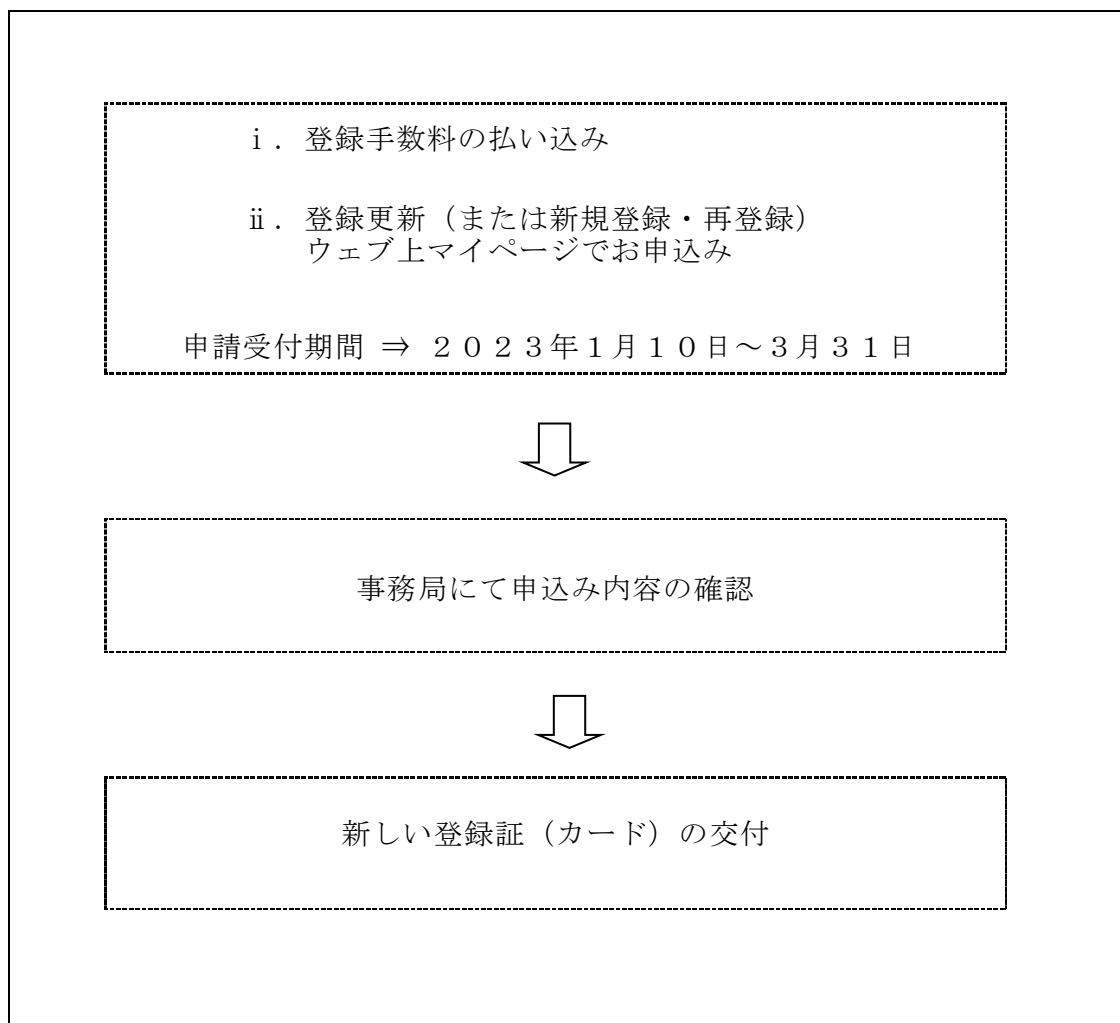 ⅰ．登録手数料の払い込み
ⅱ．登録更新（または新規登録・再登録）
ウェブ上マイページでお申込み
申請受付期間 ⇒ ２０２３年１月１０日～３月３１日
事務局にて申込み内容の確認
新しい登録証（カード）の交付